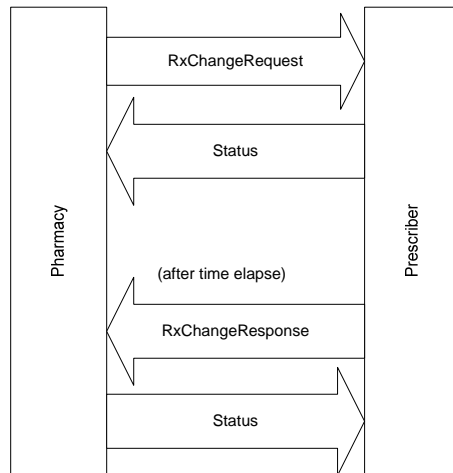 RxChangeRequest
Status
Pharmacy
Prescriber
(after time elapse)
RxChangeResponse
Status